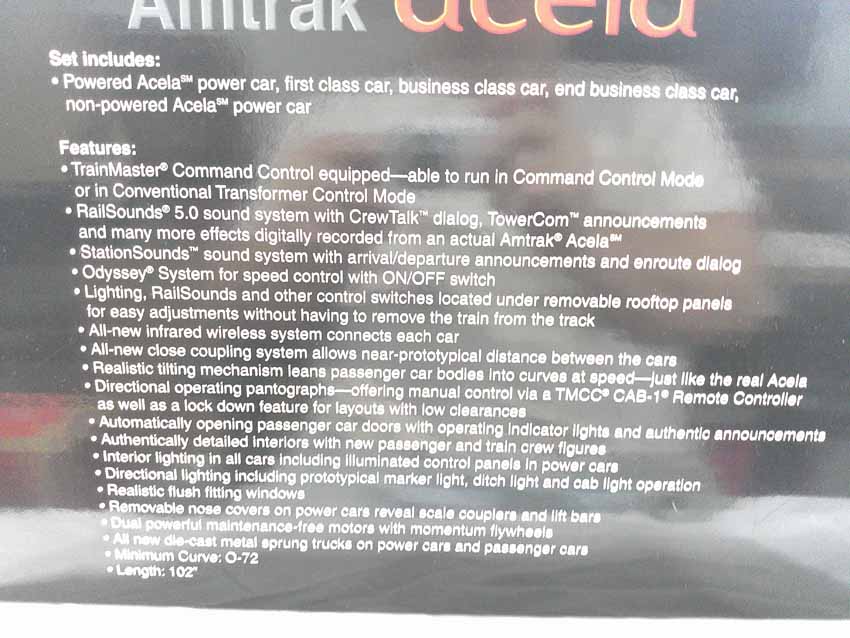 Amtrak acela
Set includes:
• Powered Acela℠ power car, first class car, business class car, end business class car,
non-powered Acela℠ power car
Features:
• TrainMaster® Command Control equipped—able to run in Command Control Mode
or in Conventional Transformer Control Mode
• RailSounds® 5.0 sound system with CrewTalk™ dialog, TowerCom™ announcements
and many more effects digitally recorded from an actual Amtrak® Acela℠
• StationSounds™ sound system with arrival/departure announcements and enroute dialog
• Odyssey® System for speed control with ON/OFF switch
• Lighting, RailSounds and other control switches located under removable rooftop panels
for easy adjustments without having to remove the train from the track
• All-new infrared wireless system connects each car
• All-new close coupling system allows near-prototypical distance between the cars
• Realistic tilting mechanism leans passenger car bodies into curves at speed—just like the real Acela
• Directional operating pantographs—offering manual control via a TMCC® CAB-1® Remote Controller
as well as a lock down feature for layouts with low clearances
• Automatically opening passenger car doors with operating indicator lights and authentic announcements
• Authentically detailed interiors with new passenger and train crew figures
• Interior lighting in all cars including illuminated control panels in power cars
• Directional lighting including prototypical marker light, ditch light and cab light operation
• Realistic flush fitting windows
• Removable nose covers on power cars reveal scale couplers and lift bars
• Dual powerful maintenance-free motors with momentum flywheels
• All new die-cast metal sprung trucks on power cars and passenger cars
• Minimum Curve: O-72
• Length: 102"